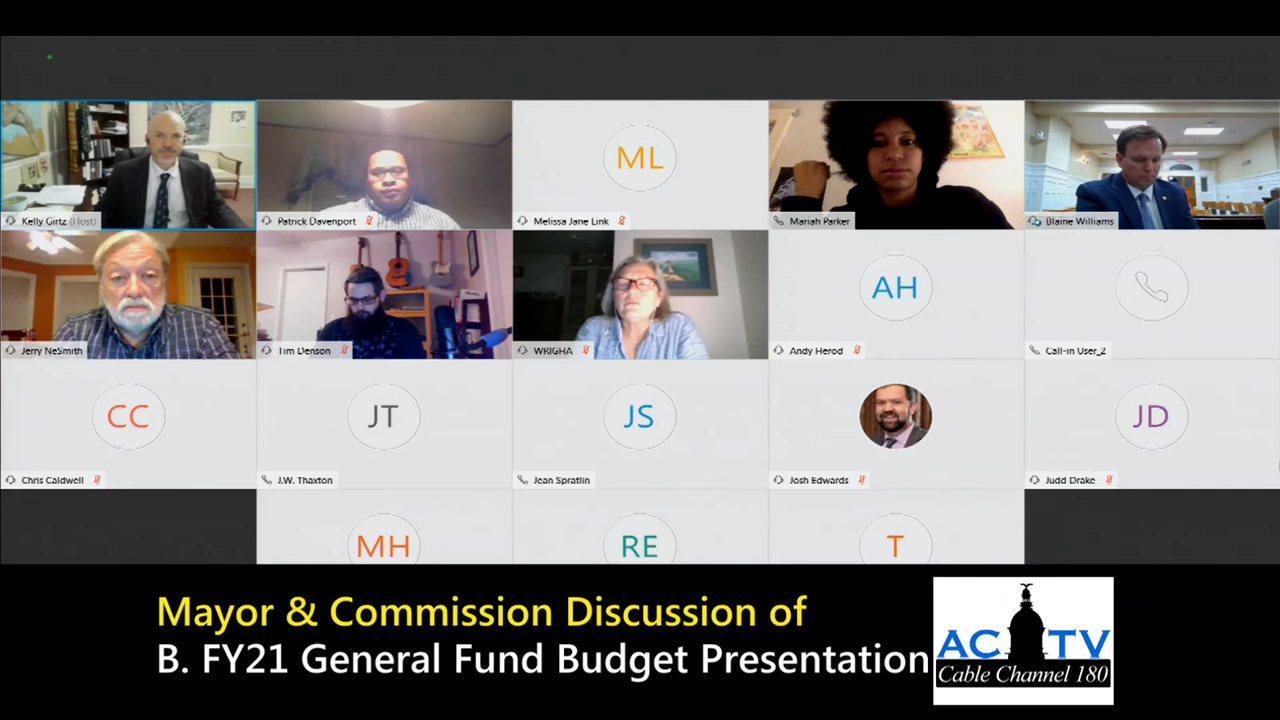 Kelly Girtz (Host)
Patrick Davenport
ML
Melissa Jane Link
Mariah Parker
Blaine Williams
Jerry NeSmith
Tim Denson
WRIGHA
AH
Andy Herod
Call-in User_2
CC
Chris Caldwell
JT
J.W. Thaxton
JS
Jean Spratlin
Josh Edwards
JD
Judd Drake
MH
RE
T
Mayor & Commission Discussion of
B. FY21 General Fund Budget Presentation
AC TV
Cable Channel 180